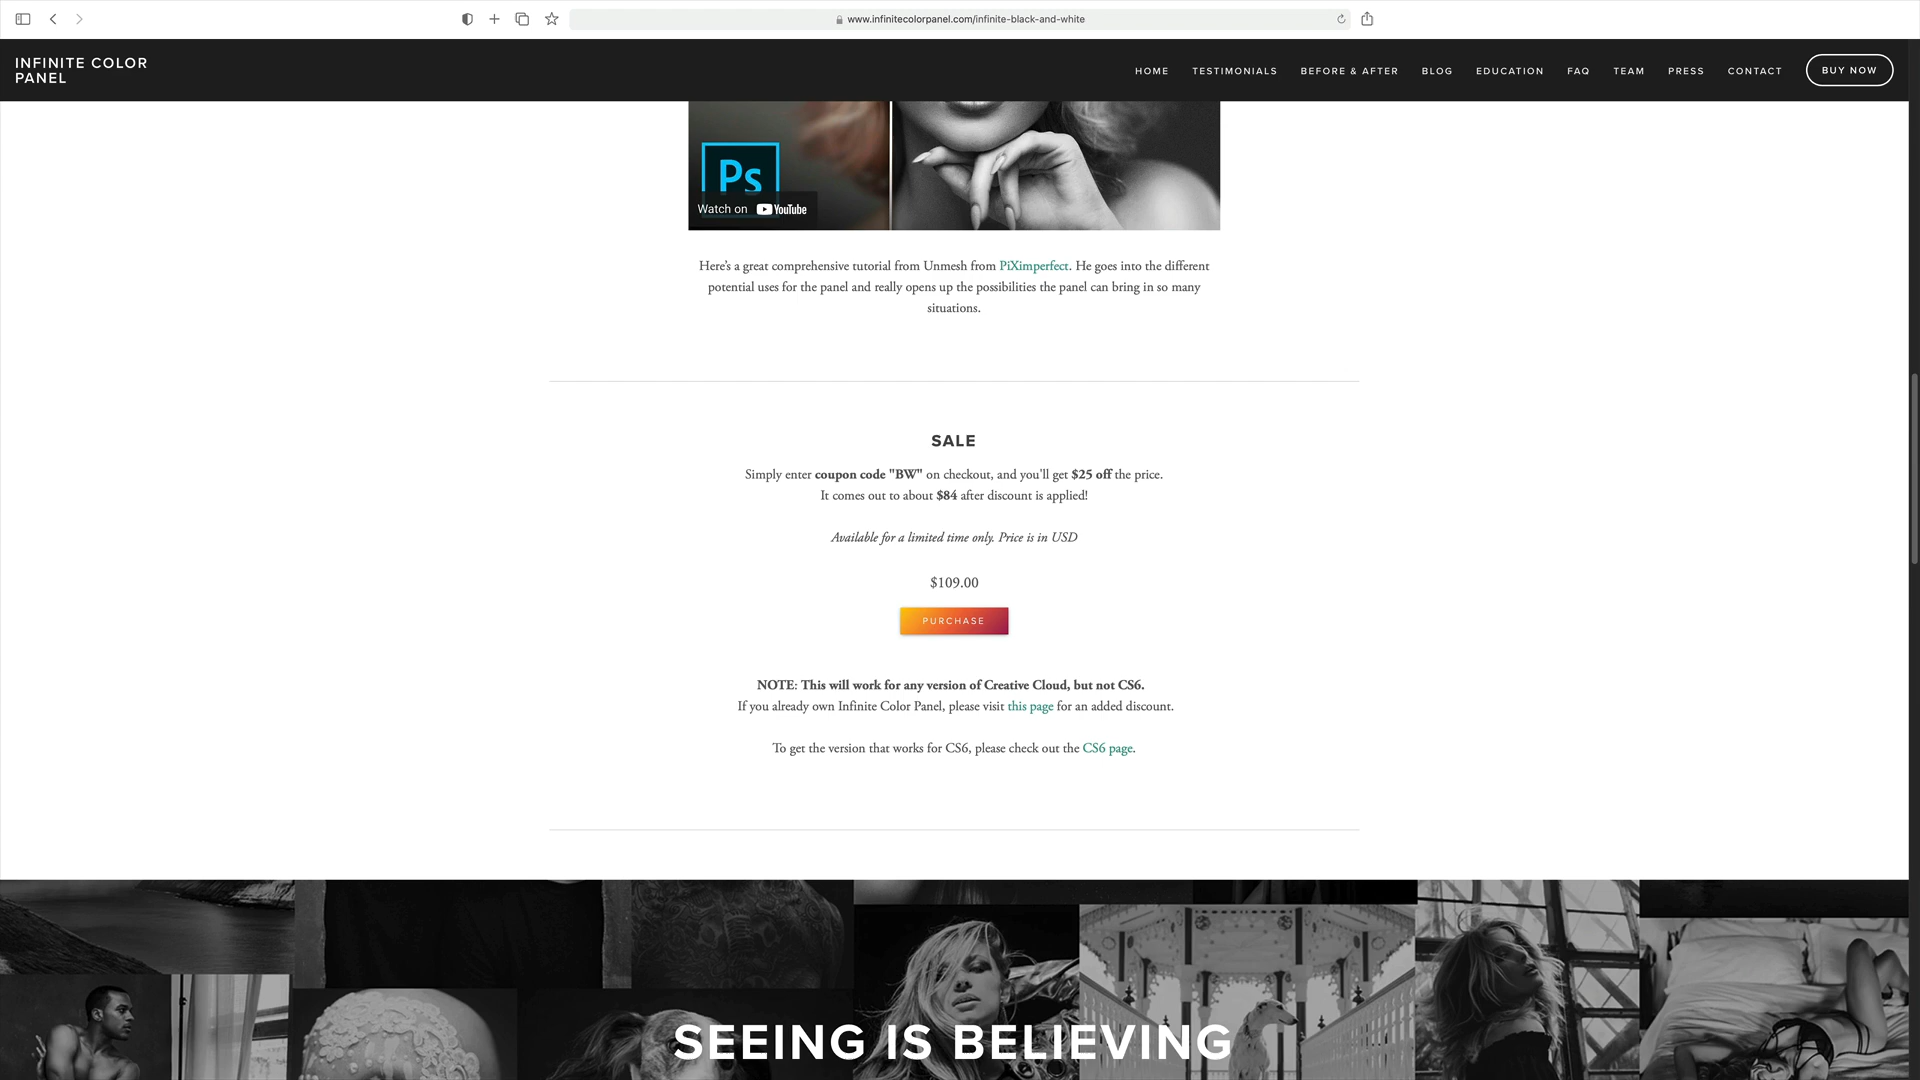 www.infinitecolorpanel.com/infinite-black-and-white
INFINITE COLOR
PANEL
HOME TESTIMONIALS BEFORE & AFTER BLOG EDUCATION FAQ TEAM PRESS CONTACT BUY NOW
Ps
Watch on YouTube
Here's a great comprehensive tutorial from Unmesh from PiXimperfect. He goes into the different
potential uses for the panel and really opens up the possibilities the panel can bring in so many
situations.
SALE
Simply enter coupon code "BW" on checkout, and you'll get $25 off the price.
It comes out to about $84 after discount is applied!
Available for a limited time only. Price is in USD
$109.00
PURCHASE
NOTE: This will work for any version of Creative Cloud, but not CS6.
If you already own Infinite Color Panel, please visit this page for an added discount.
To get the version that works for CS6, please check out the CS6 page.
SEEING IS BELIEVING